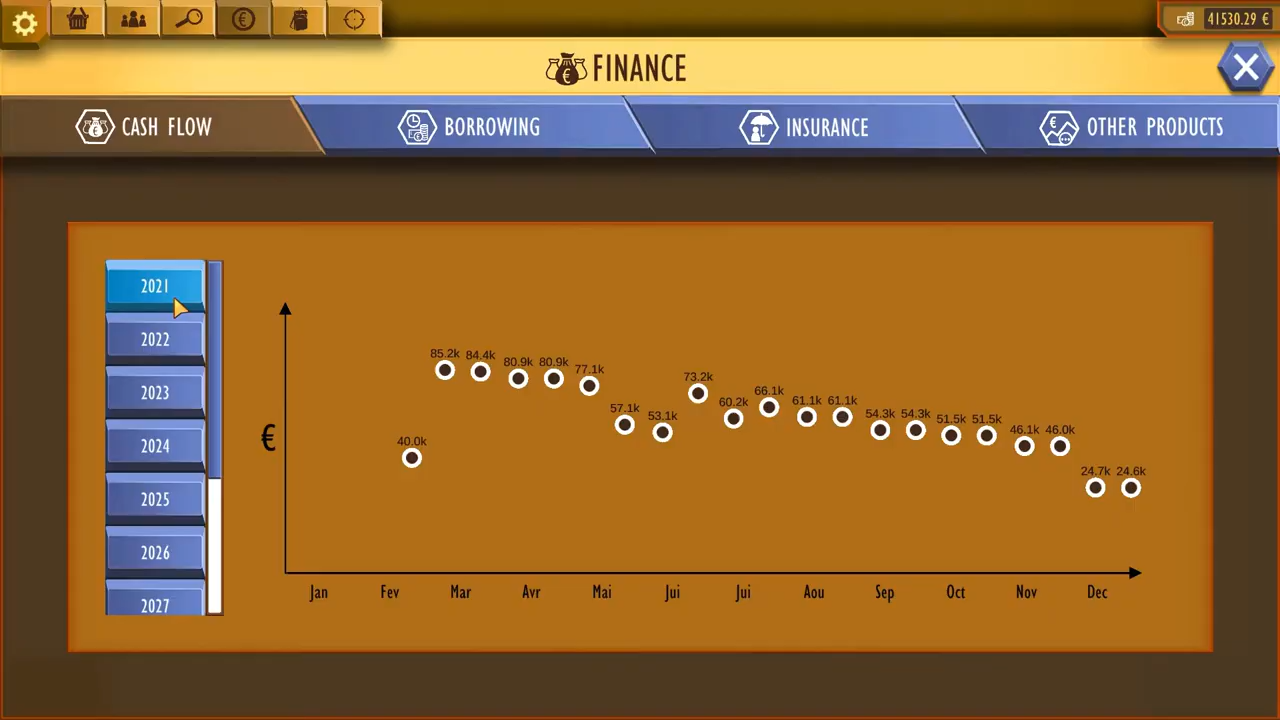 41530.29 €
FINANCE
CASH FLOW
BORROWING
INSURANCE
OTHER PRODUCTS
2021
2022
2023
2024
2025
2026
2027
€
40.0k
85.2k
84.4k
80.9k
80.9k
77.1k
57.1k
53.1k
73.2k
60.2k
66.1k
61.1k
61.1k
54.3k
54.3k
51.5k
51.5k
46.1k
46.0k
24.7k
24.6k
Jan Fev Mar Avr Mai Jui Jui Aou Sep Oct Nov Dec